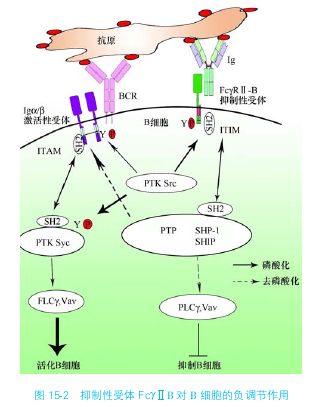 抗原
Ig
BCR
FcγRⅡ-B
抑制性受体
Igα/β
激活性受体
Y P
B细胞
Y P
SH2
SH2
ITIM
ITAM
PTK Src
SH2
Y P
SH2
PTK Syc
PTP SHP-1
SHIP
磷酸化
去磷酸化
FLCγ,Vav
PLCγ,Vav
活化B细胞
抑制B细胞
图 15-2 抑制性受体 FcγⅡB 对 B 细胞的负调节作用